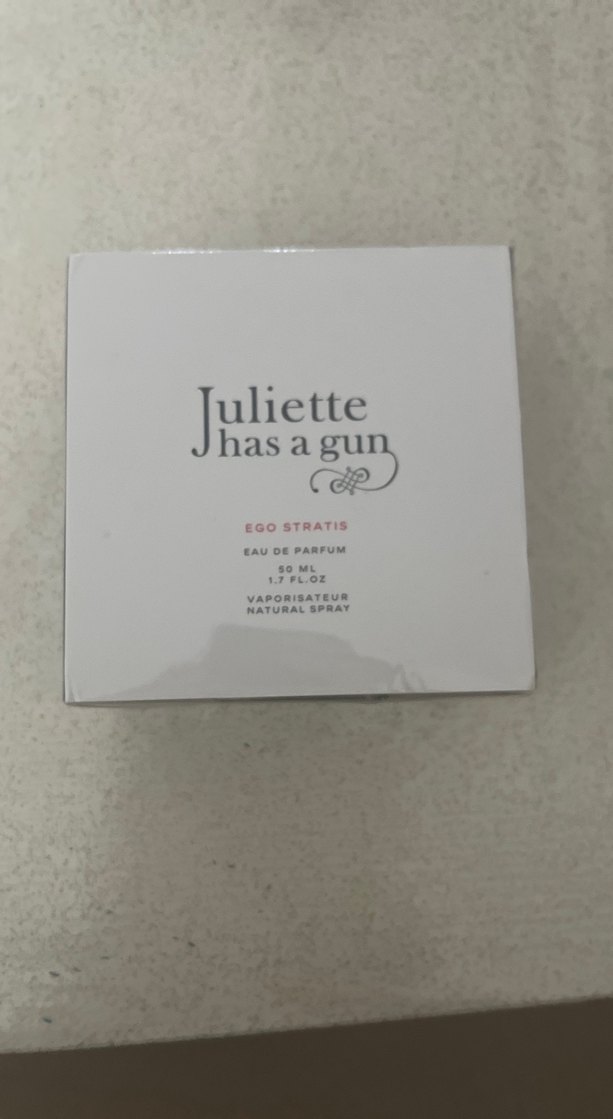 Juliette
has a gun
EGO STRATIS
EAU DE PARFUM
50 ML
1.7 FL.OZ
VAPORISATEUR
NATURAL SPRAY